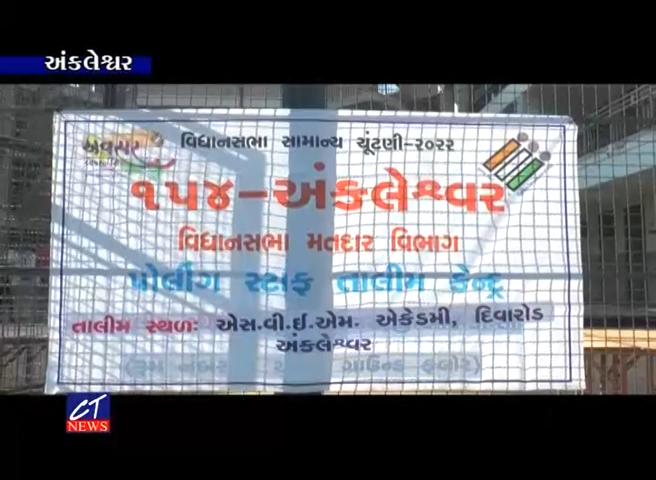 અંકલેશ્વર
અવસર
વિધાનસભા સામાન્ય ચૂંટણી-૨૦૨૨
૧૫૪-અંકલેશ્વર
વિધાનસભા મતદાર વિભાગ
પોલીંગ સ્ટાફ તાલીમ કેન્દ્ર
તાલીમ સ્થળ: એસ.વી.ઈ.એમ. એકેડમી, દિવારોડ
અંકલેશ્વર
CT
NEWS